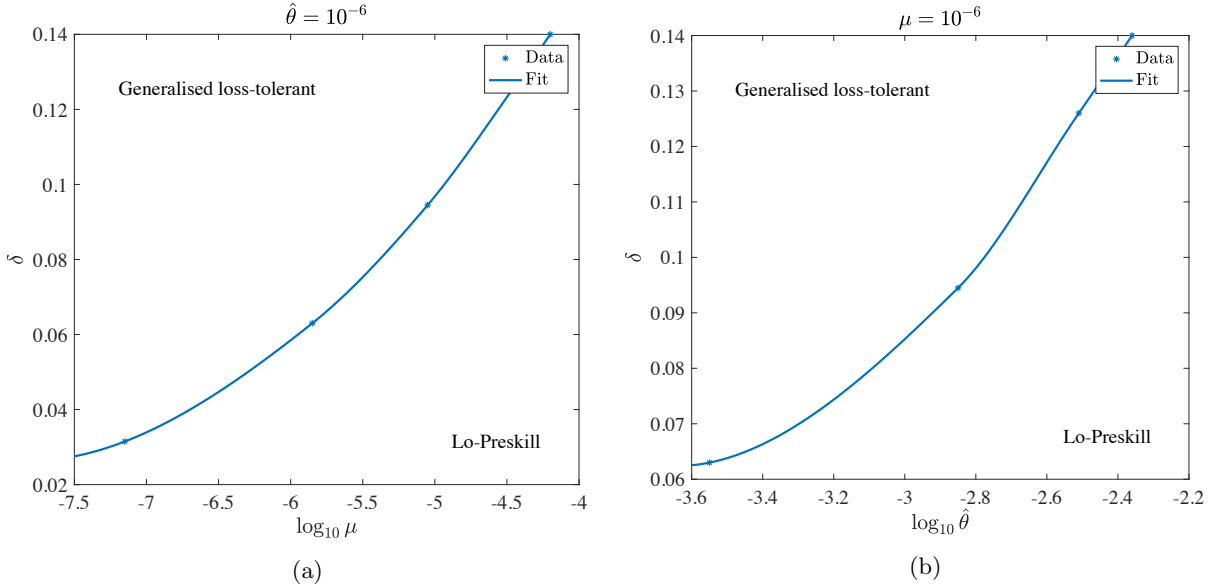 θ̂ = 10⁻⁶
0.14
0.12
0.1
0.08
0.06
0.04
0.02
δ
Data
Fit
Generalised loss-tolerant
Lo-Preskill
-7.5 -7 -6.5 -6 -5.5 -5 -4.5 -4
log₁₀ μ
(a)
μ = 10⁻⁶
0.14
0.13
0.12
0.11
0.1
0.09
0.08
0.07
0.06
δ
Data
Fit
Generalised loss-tolerant
Lo-Preskill
-3.6 -3.4 -3.2 -3 -2.8 -2.6 -2.4 -2.2
log₁₀ θ̂
(b)